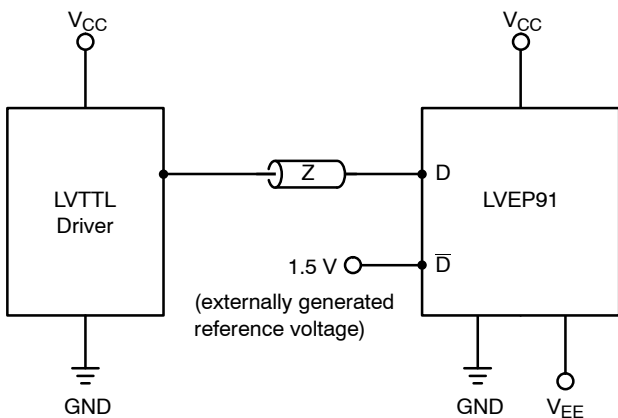 VCC
VCC
LVTTL
Driver
Z
D
LVEP91
1.5 V
D̅
(externally generated
reference voltage)
GND
GND
VEE